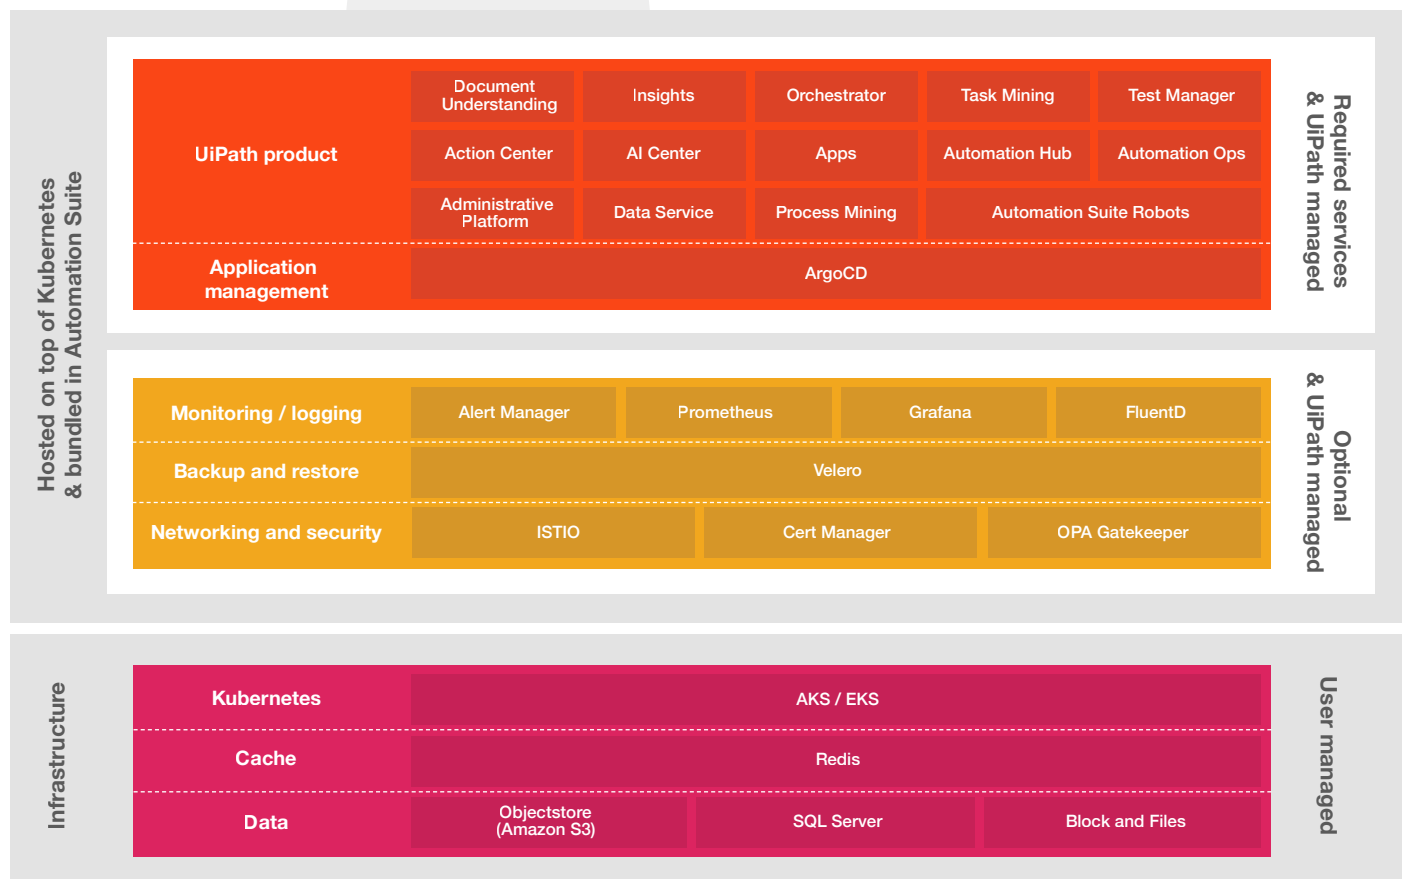 Hosted on top of Kubernetes
& bundled in Automation Suite
UiPath product
Document
Understanding
Insights
Orchestrator
Task Mining
Test Manager
Action Center
AI Center
Apps
Automation Hub
Automation Ops
Administrative
Platform
Data Service
Process Mining
Automation Suite Robots
Application
management
ArgoCD
Required services
& UiPath managed
Monitoring / logging
Alert Manager
Prometheus
Grafana
FluentD
Backup and restore
Velero
Networking and security
ISTIO
Cert Manager
OPA Gatekeeper
Optional
& UiPath managed
Infrastructure
Kubernetes
AKS / EKS
Cache
Redis
Data
Objectstore
(Amazon S3)
SQL Server
Block and Files
User managed